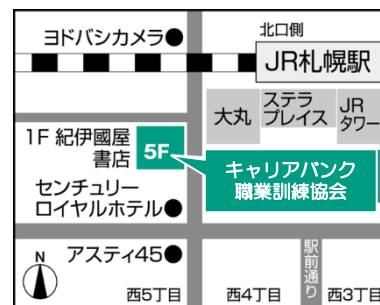 北口側
ヨドバシカメラ
JR札幌駅
大丸
ステラ
プレイス
JR
タワー
1F 紀伊國屋
書店
5F
キャリアバンク
職業訓練協会
センチュリー
ロイヤルホテル
アスティ45
N
駅前通り
西5丁目
西4丁目
西3丁目